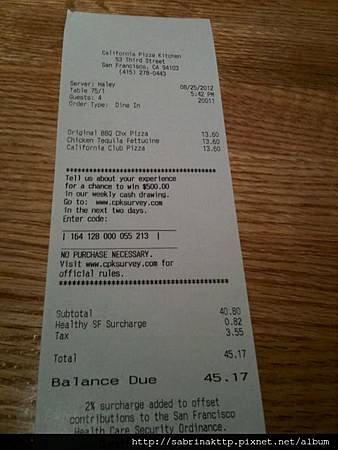 California Pizza Kitchen
53 Third Street
San Francisco, CA 94103
(415) 278-0443
Server: Haley 08/25/2012
Table 75/1 5:42 PM
Guests: 4 20011
Order Type: Dine In
Original BBQ Chx Pizza 13.60
Chicken Tequila Fettucine 13.60
California Club Pizza 13.60
****************************************
Tell us about your experience
for a chance to win $500.00
in our weekly cash drawing.
Go to: www.cpksurvey.com
in the next two days.
Enter code:
| 164 128 000 055 213 |
NO PURCHASE NECESSARY.
Visit www.cpksurvey.com for
official rules.
****************************************
Subtotal 40.80
Healthy SF Surcharge 0.82
Tax 3.55
Total 45.17
Balance Due 45.17
2% surcharge added to offset
contributions to the San Francisco
Health Care Security Ordinance.
http://sabrinakttp.pixnet.net/album